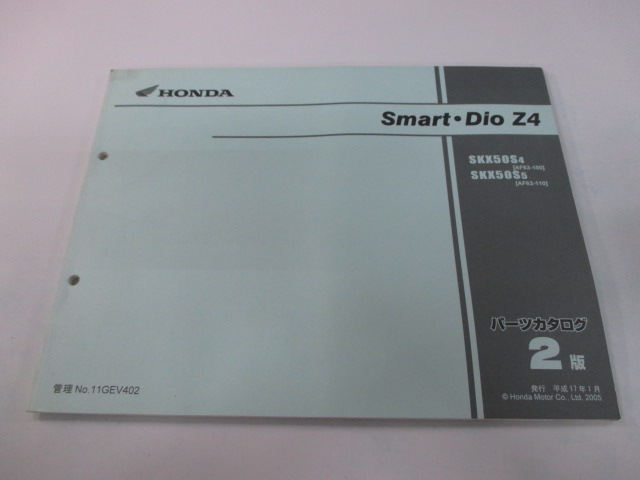 HONDA
Smart・Dio Z4
SKX50S4
[AF63-100]
SKX50S5
[AF63-110]
パーツカタログ
2版
発行 平成17年1月
© Honda Motor Co., Ltd. 2005
管理 No.11GEV402